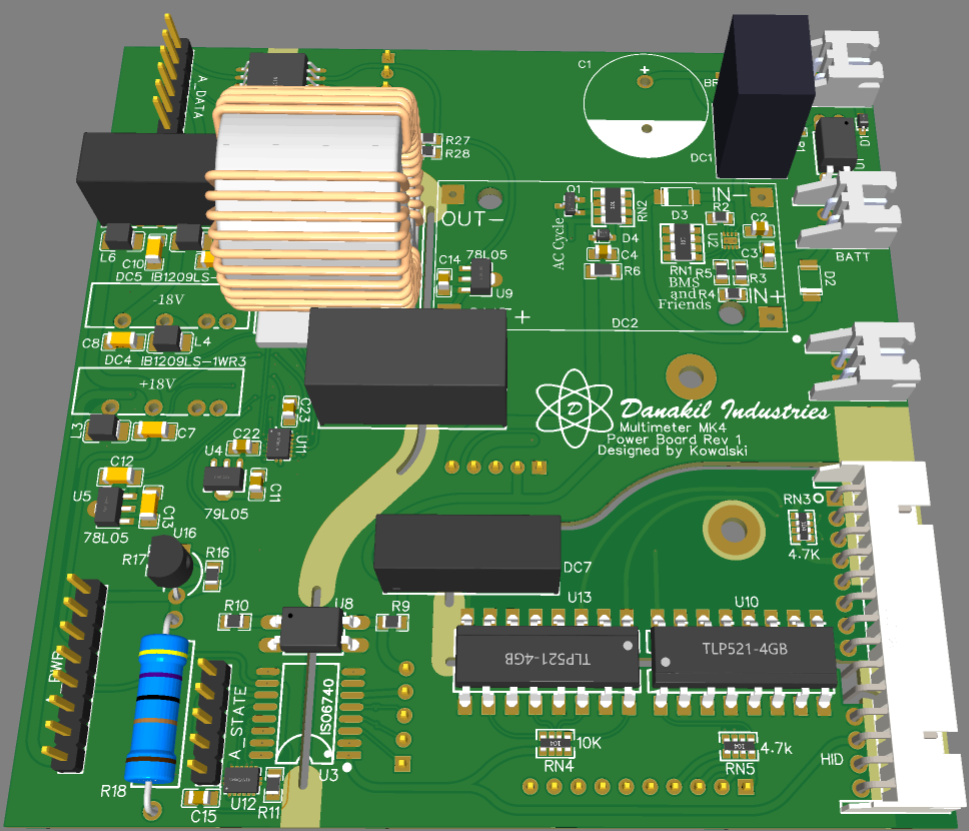 A_DATA
C1
+
BR
DC1
D1
R27
R28
OUT-
Q1
AC Cycle
RN2
D3
IN-
R2
C2
U2
C3
D4
C4
R6
RN1
R5
R3
R4
BMS
and
Friends
IN+
D2
BATT
C14
78L05
U9
+
DC2
L6
C10
DC5
IB1209LS-
-18V
C8
L4
DC4
IB1209LS-1WR3
+18V
L3
C7
C23
C22
U11
U4
C11
79L05
C12
U5
C13
78L05
U16
R17
R16
D
Danakil Industries
Multimeter MK4
Power Board Rev 1
Designed by Kowalski
RN3
4.7K
DC7
U13
U10
TLP521-4GB
TLP521-4GB
R10
U8
R9
_PWR
A_STATE
ISO6740
U3
R18
U12
R11
C15
10K
RN4
4.7k
RN5
HID